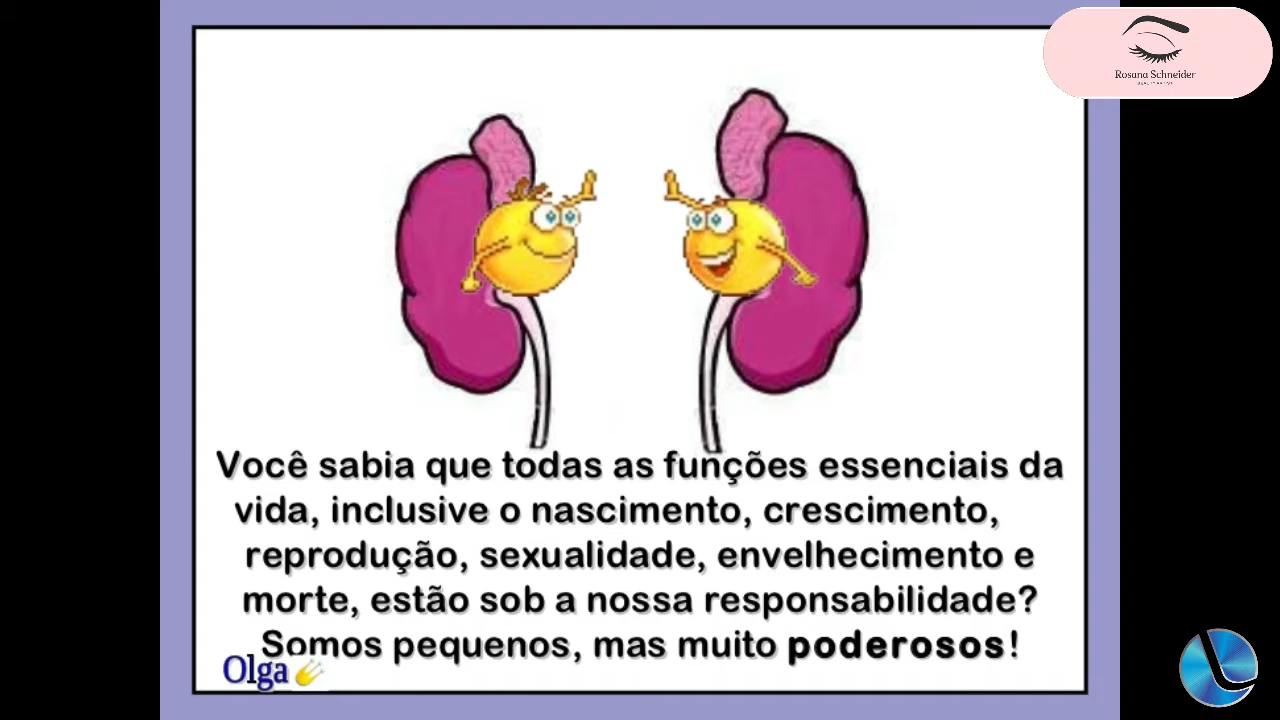 Rosana Schneider
Você sabia que todas as funções essenciais da
vida, inclusive o nascimento, crescimento,
reprodução, sexualidade, envelhecimento e
morte, estão sob a nossa responsabilidade?
Somos pequenos, mas muito poderosos!
Olga